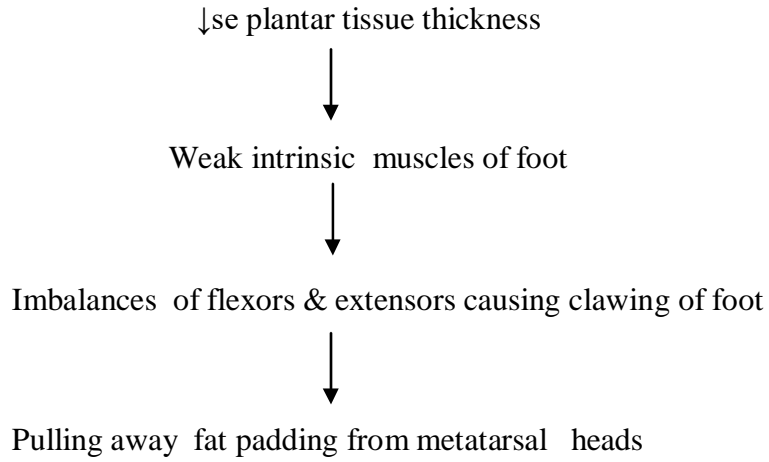 ↓se plantar tissue thickness
Weak intrinsic muscles of foot
Imbalances of flexors & extensors causing clawing of foot
Pulling away fat padding from metatarsal heads